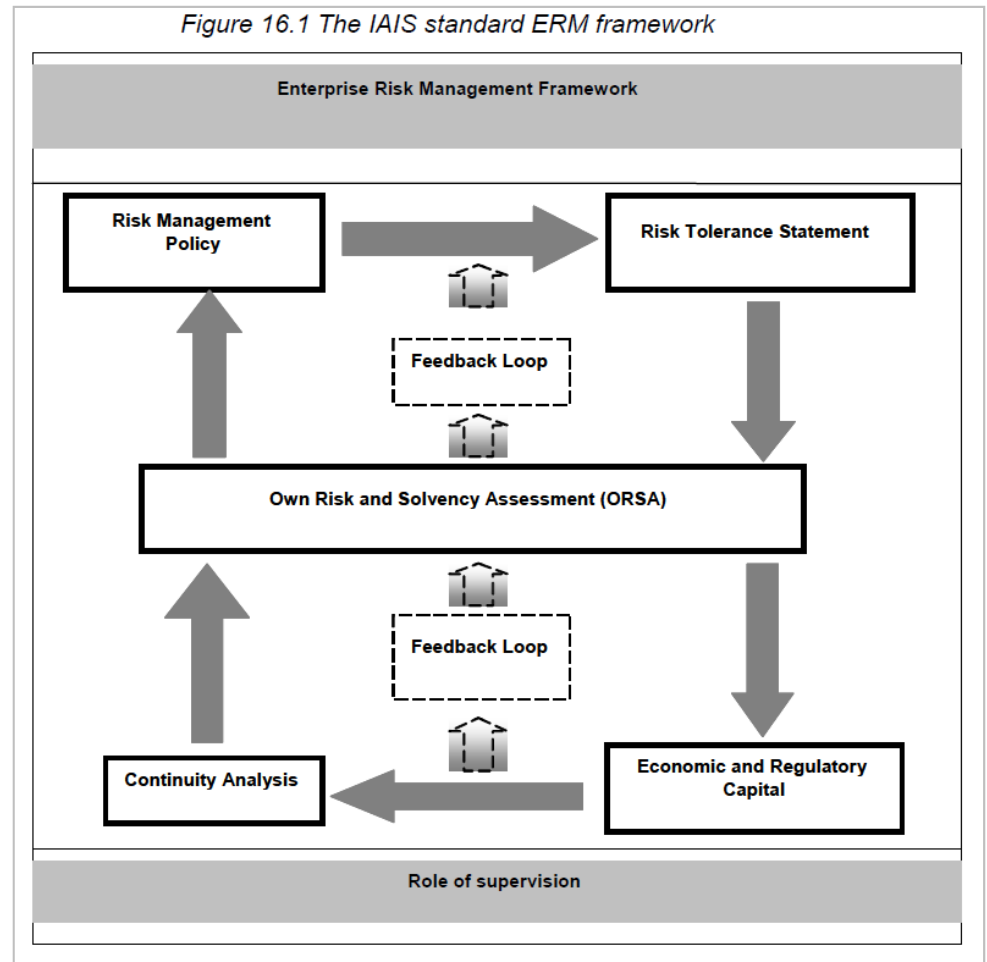 Figure 16.1 The IAIS standard ERM framework
Enterprise Risk Management Framework
Risk Management
Policy
Risk Tolerance Statement
Feedback Loop
Own Risk and Solvency Assessment (ORSA)
Feedback Loop
Continuity Analysis
Economic and Regulatory
Capital
Role of supervision